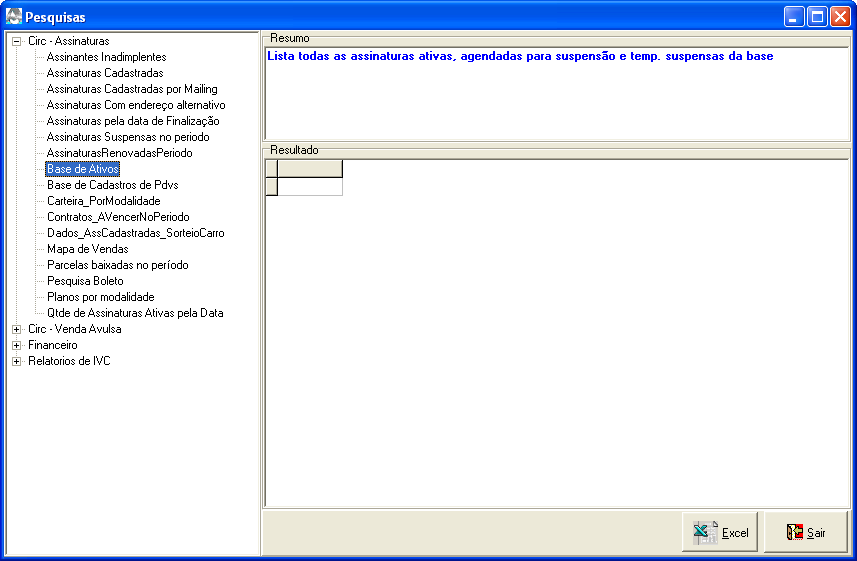 Pesquisas
Circ - Assinaturas
Assinantes Inadimplentes
Assinaturas Cadastradas
Assinaturas Cadastradas por Mailing
Assinaturas Com endereço alternativo
Assinaturas pela data de Finalização
Assinaturas Suspensas no periodo
AssinaturasRenovadasPeriodo
Base de Ativos
Base de Cadastros de Pdvs
Carteira_PorModalidade
Contratos_AVencerNoPeriodo
Dados_AssCadastradas_SorteioCarro
Mapa de Vendas
Parcelas baixadas no período
Pesquisa Boleto
Planos por modalidade
Qtde de Assinaturas Ativas pela Data
Circ - Venda Avulsa
Financeiro
Relatorios de IVC
Resumo
Lista todas as assinaturas ativas, agendadas para suspensão e temp. suspensas da base
Resultado
Excel
Sair